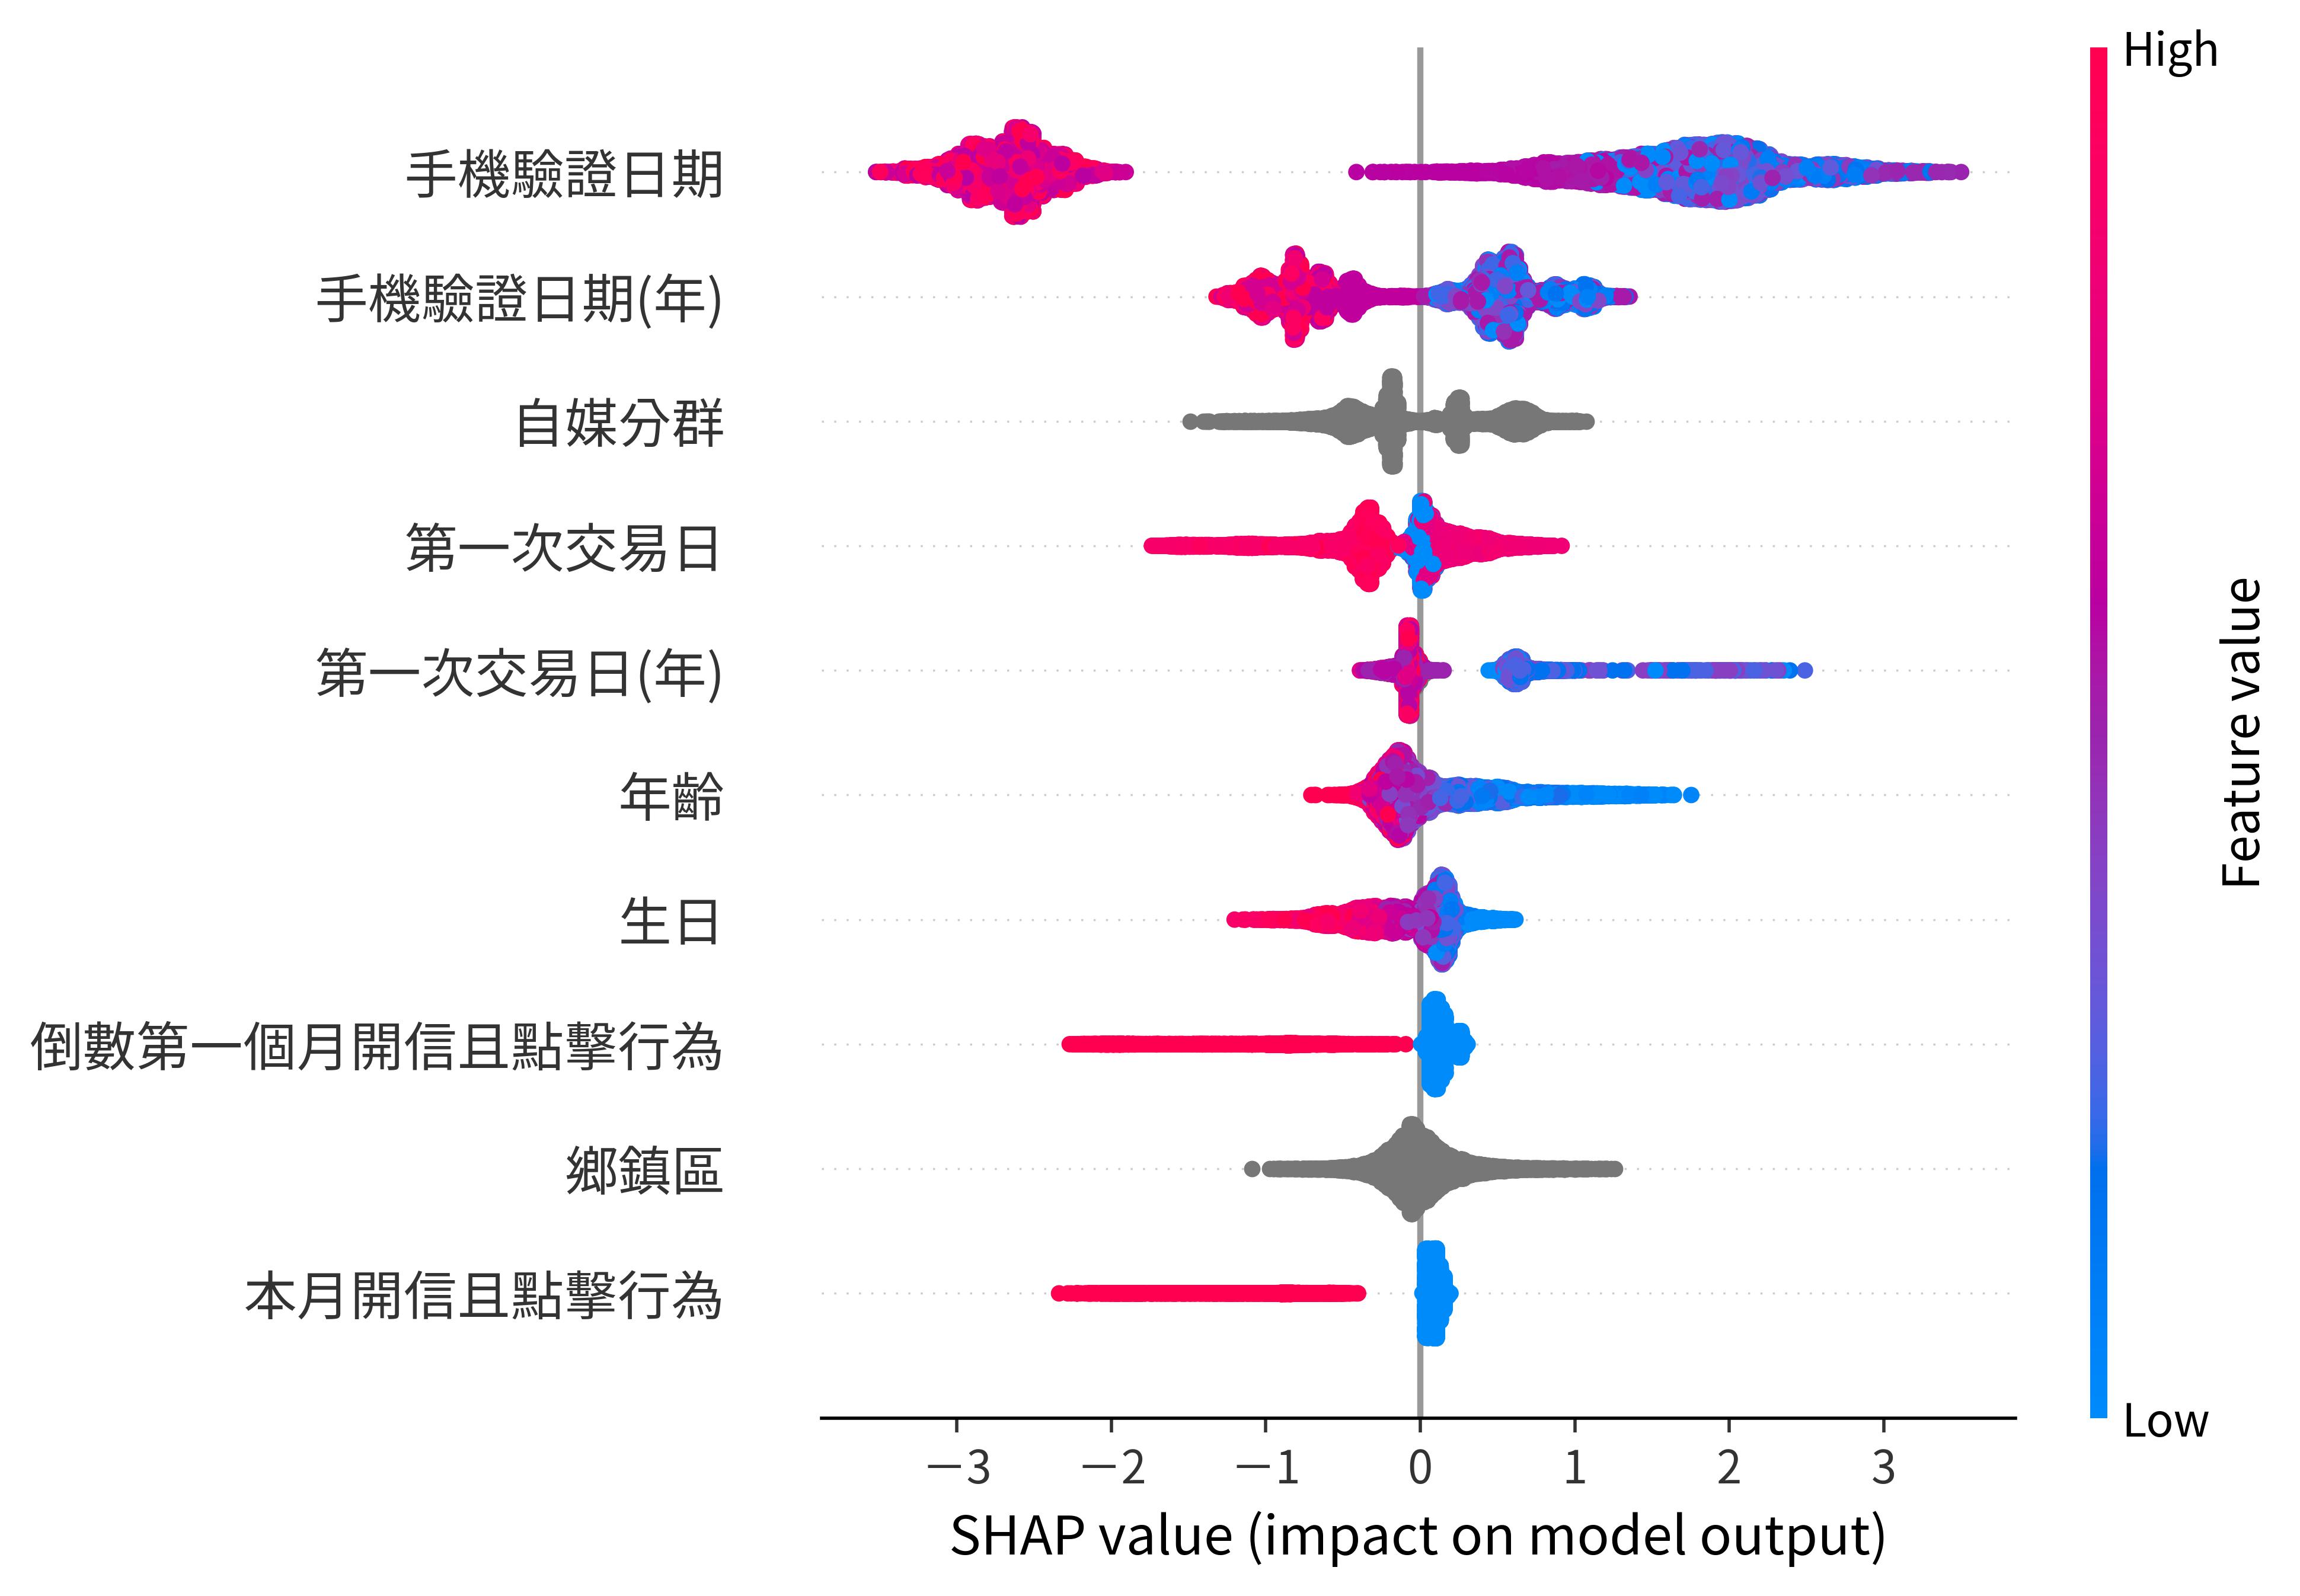 High
手機驗證日期
手機驗證日期(年)
自媒分群
第一次交易日
第一次交易日(年)
年齡
生日
倒數第一個月開信且點擊行為
鄉鎮區
本月開信且點擊行為
Feature value
Low
−3 −2 −1 0 1 2 3
SHAP value (impact on model output)